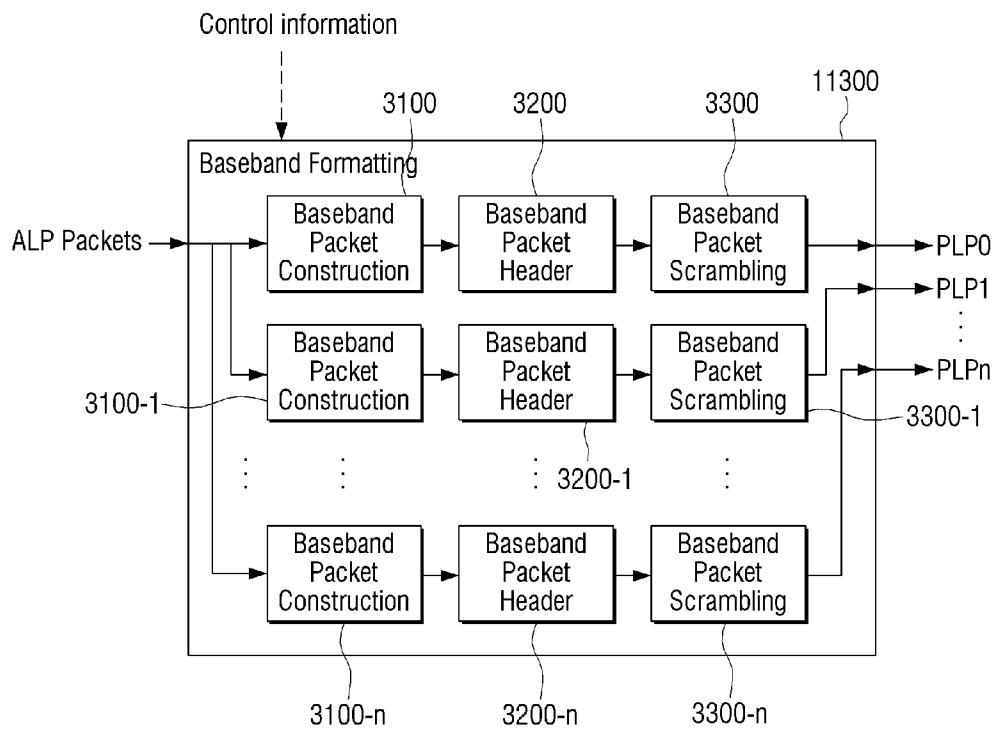 Control information
3100
3200
3300
11300
Baseband Formatting
ALP Packets
Baseband
Packet
Construction
Baseband
Packet
Header
Baseband
Packet
Scrambling
PLP0
PLP1
PLPn
Baseband
Packet
Construction
Baseband
Packet
Header
Baseband
Packet
Scrambling
3100-1
3200-1
3300-1
Baseband
Packet
Construction
Baseband
Packet
Header
Baseband
Packet
Scrambling
3100-n
3200-n
3300-n